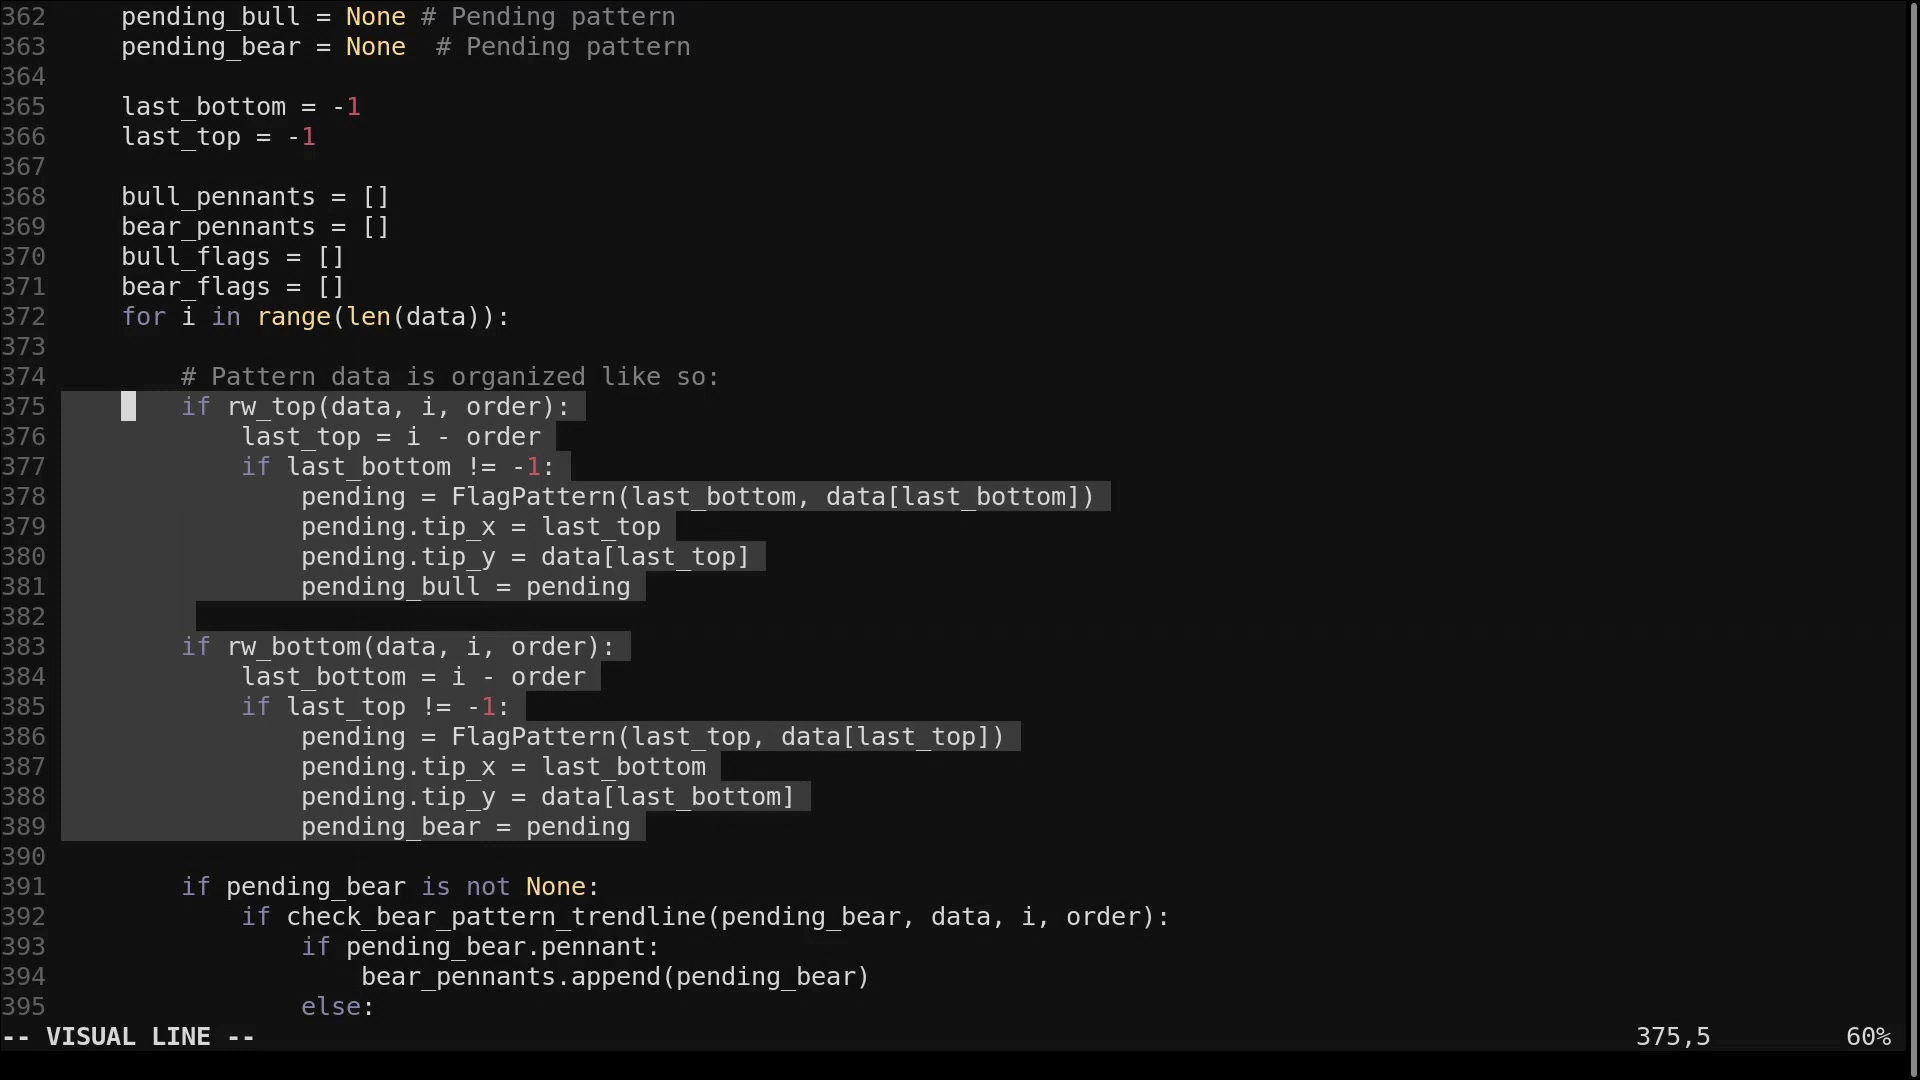 362     pending_bull = None # Pending pattern
363     pending_bear = None  # Pending pattern
364
365     last_bottom = -1
366     last_top = -1
367
368     bull_pennants = []
369     bear_pennants = []
370     bull_flags = []
371     bear_flags = []
372     for i in range(len(data)):
373
374         # Pattern data is organized like so:
375         if rw_top(data, i, order):
376             last_top = i - order
377             if last_bottom != -1:
378                 pending = FlagPattern(last_bottom, data[last_bottom])
379                 pending.tip_x = last_top
380                 pending.tip_y = data[last_top]
381                 pending_bull = pending
382
383         if rw_bottom(data, i, order):
384             last_bottom = i - order
385             if last_top != -1:
386                 pending = FlagPattern(last_top, data[last_top])
387                 pending.tip_x = last_bottom
388                 pending.tip_y = data[last_bottom]
389                 pending_bear = pending
390
391         if pending_bear is not None:
392             if check_bear_pattern_trendline(pending_bear, data, i, order):
393                 if pending_bear.pennant:
394                     bear_pennants.append(pending_bear)
395                 else:
-- VISUAL LINE -- 375,5 60%